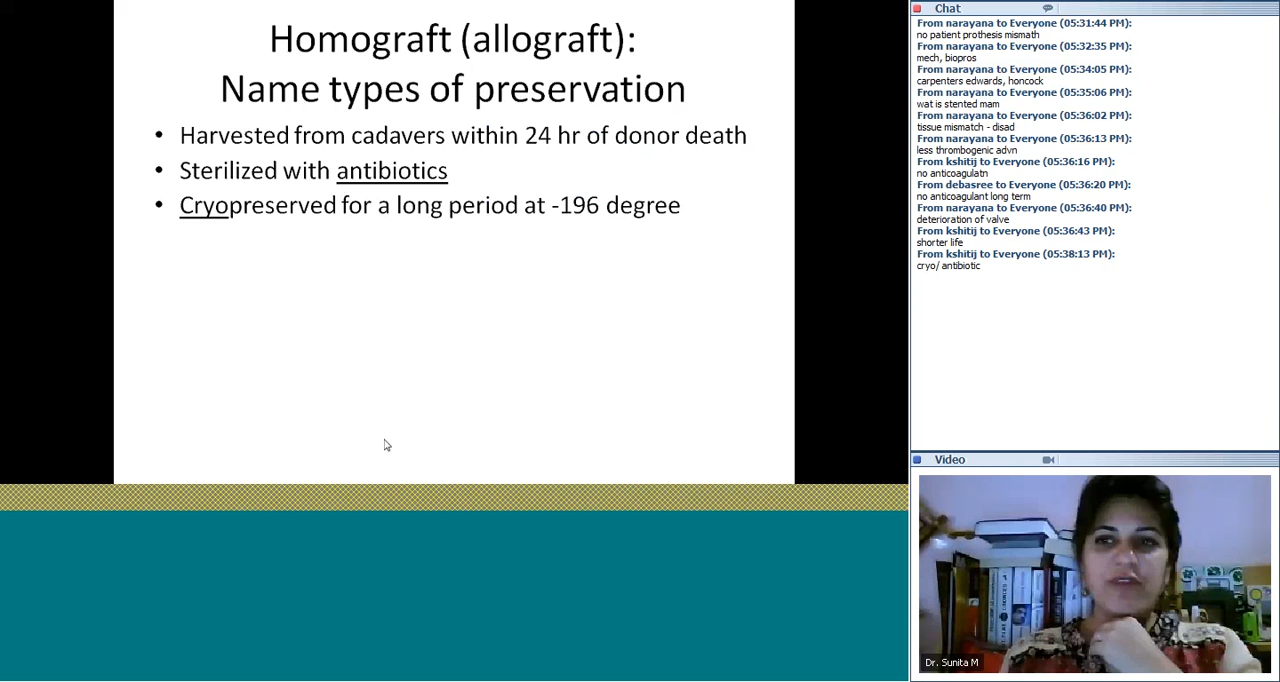 Homograft (allograft):
Name types of preservation
• Harvested from cadavers within 24 hr of donor death
• Sterilized with antibiotics
• Cryopreserved for a long period at -196 degree
Chat
From narayana to Everyone (05:31:44 PM):
no patient prothesis mismath
From narayana to Everyone (05:32:35 PM):
mech, biopros
From narayana to Everyone (05:34:05 PM):
carpenters edwards, honcock
From narayana to Everyone (05:35:06 PM):
wat is stented mam
From narayana to Everyone (05:36:02 PM):
tissue mismatch - disad
From narayana to Everyone (05:36:13 PM):
less thrombogenic advn
From kshitij to Everyone (05:36:16 PM):
no anticoagulatn
From debasree to Everyone (05:36:20 PM):
no anticoagulant long term
From narayana to Everyone (05:36:40 PM):
deterioration of valve
From kshitij to Everyone (05:36:43 PM):
shorter life
From kshitij to Everyone (05:38:13 PM):
cryo/ antibiotic
Video
Dr. Sunita M